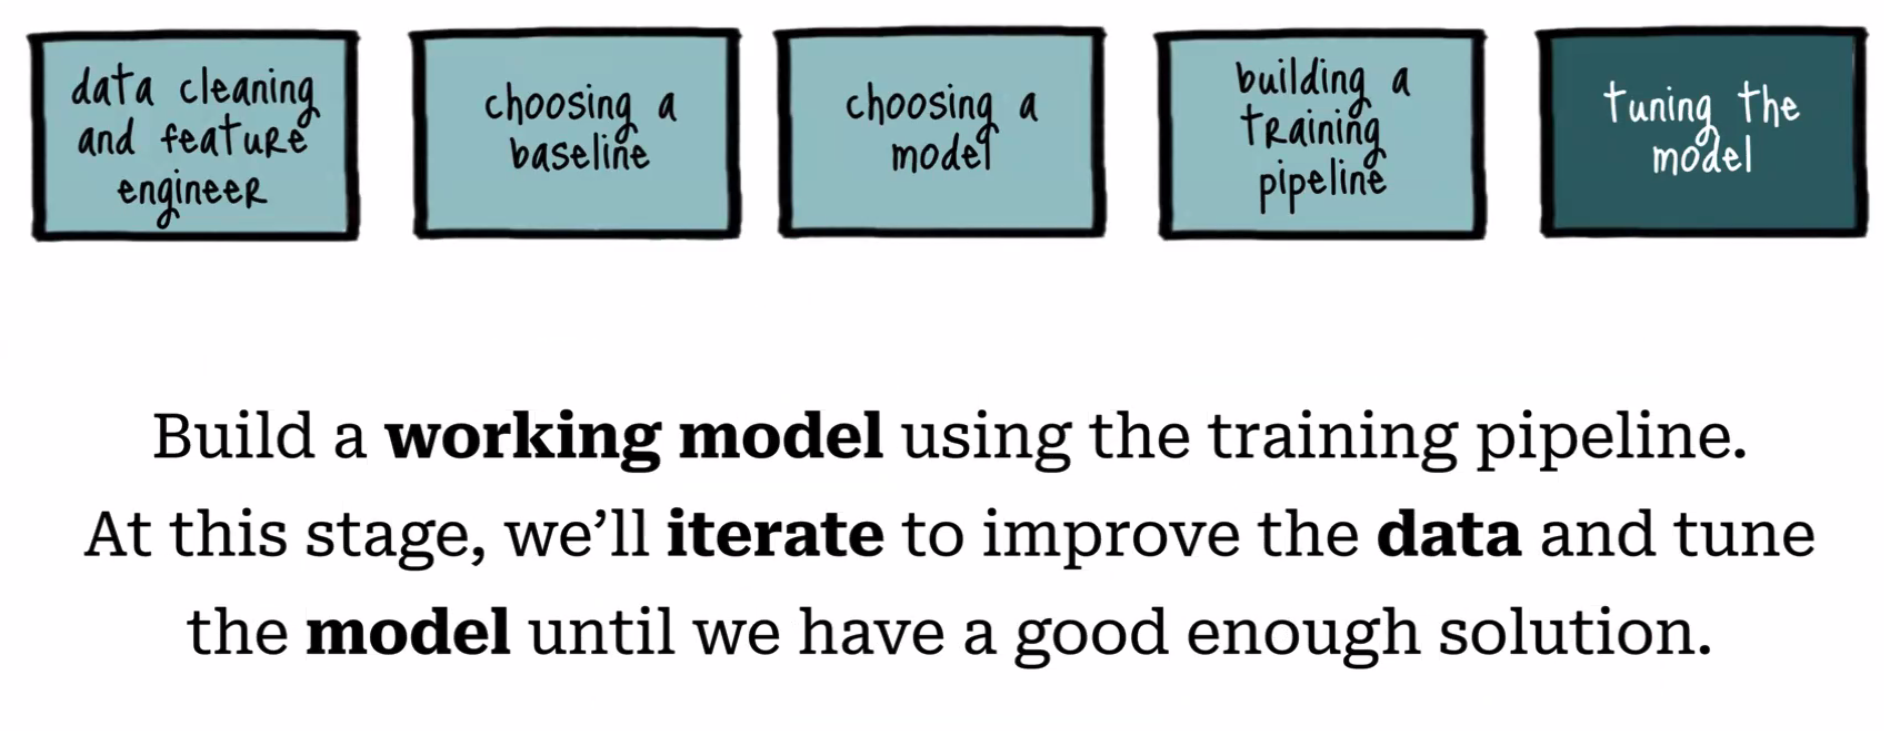 data cleaning
and feature
engineer
choosing a
baseline
choosing a
model
building a
training
pipeline
tuning the
model
Build a working model using the training pipeline.
At this stage, we’ll iterate to improve the data and tune
the model until we have a good enough solution.